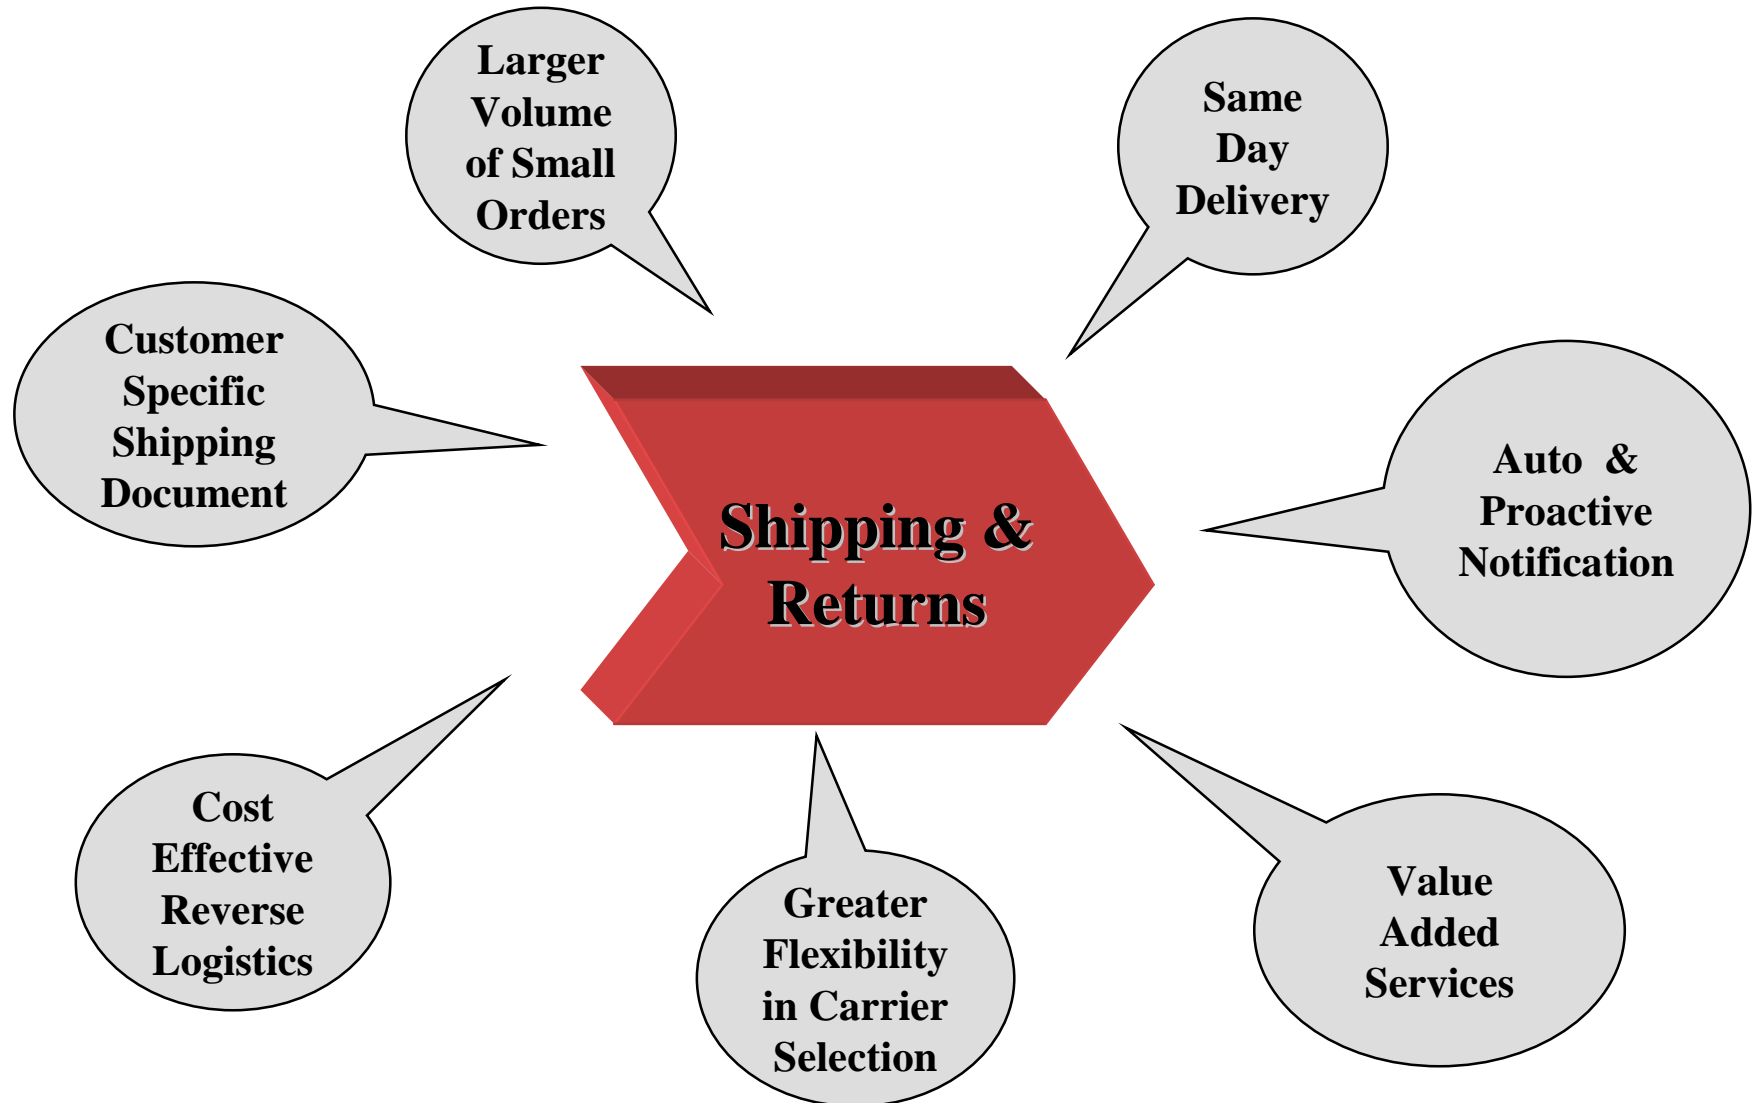 Larger
Volume
of Small
Orders
Same
Day
Delivery
Customer
Specific
Shipping
Document
Auto  &
Proactive
Notification
Shipping &
Returns
Cost
Effective
Reverse
Logistics
Greater
Flexibility
in Carrier
Selection
Value
Added
Services